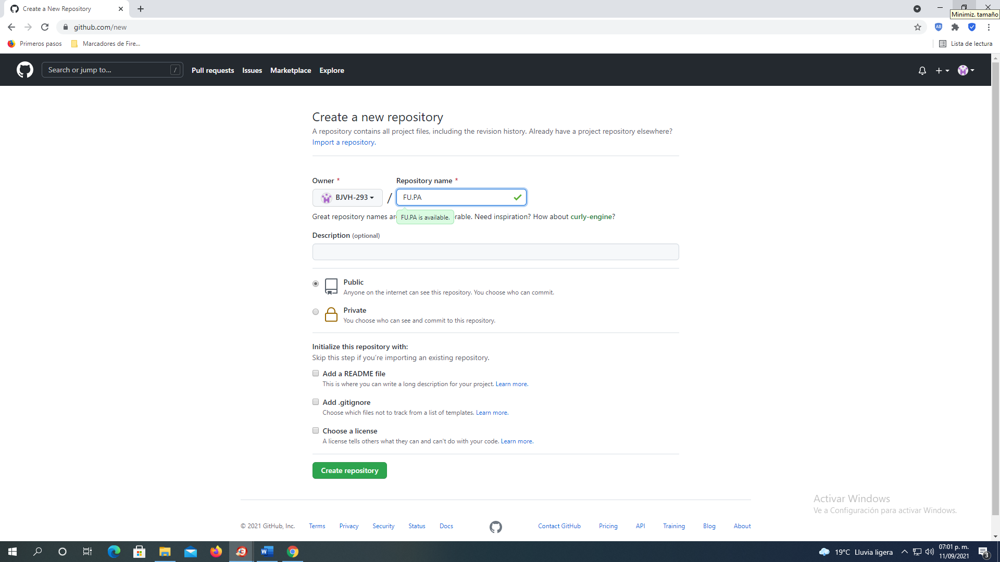 Create a New Repository
Minimiz. tamaño
github.com/new
Primeros pasos
Marcadores de Fire...
Lista de lectura
Search or jump to...
/
Pull requests
Issues
Marketplace
Explore
Create a new repository
A repository contains all project files, including the revision history. Already have a project repository elsewhere?
Import a repository.
Owner *
Repository name *
BJVH-293
/
FU.PA
Great repository names are
FU.PA is available.
rable. Need inspiration? How about curly-engine?
Description (optional)
Public
Anyone on the internet can see this repository. You choose who can commit.
Private
You choose who can see and commit to this repository.
Initialize this repository with:
Skip this step if you're importing an existing repository.
Add a README file
This is where you can write a long description for your project. Learn more.
Add .gitignore
Choose which files not to track from a list of templates. Learn more.
Choose a license
A license tells others what they can and can't do with your code. Learn more.
Create repository
Activar Windows
Ve a Configuración para activar Windows.
© 2021 GitHub, Inc.
Terms
Privacy
Security
Status
Docs
Contact GitHub
Pricing
API
Training
Blog
About
19°C Lluvia ligera
07:01 p. m.
11/09/2021
3